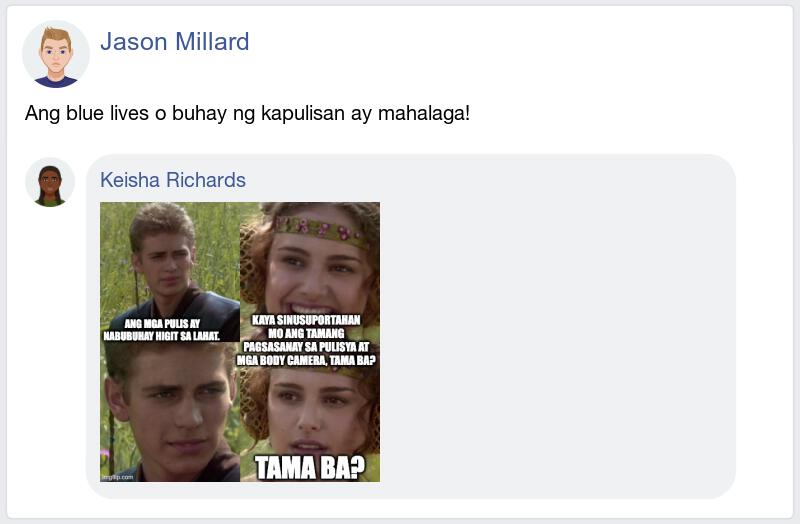 Jason Millard
Ang blue lives o buhay ng kapulisan ay mahalaga!
Keisha Richards
ANG MGA PULIS AY
NABUBUHAY HIGIT SA LAHAT.
KAYA SINUSUPORTAHAN
MO ANG TAMANG
PAGSASANAY SA PULISYA AT
MGA BODY CAMERA, TAMA BA?
TAMA BA?
imgflip.com